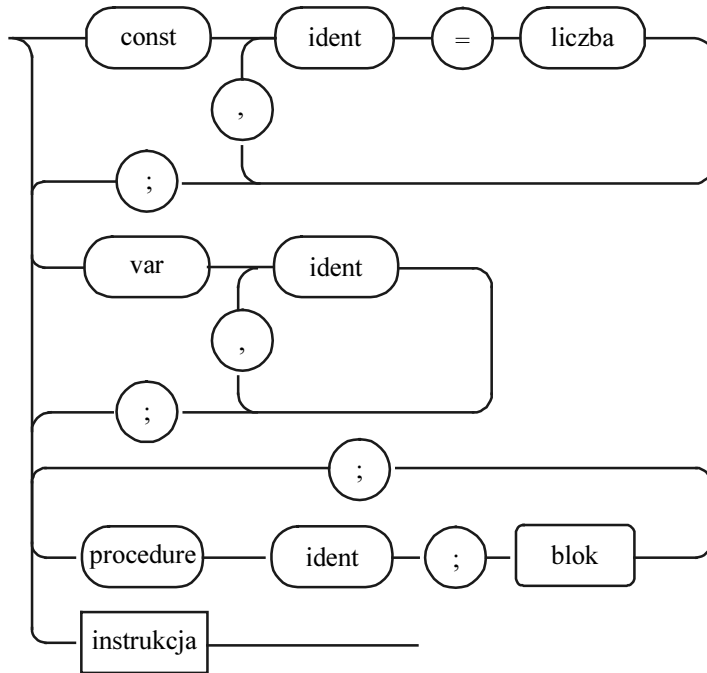 const ident = liczba
,
;
var ident
,
;
;
procedure ident ; blok
instrukcja